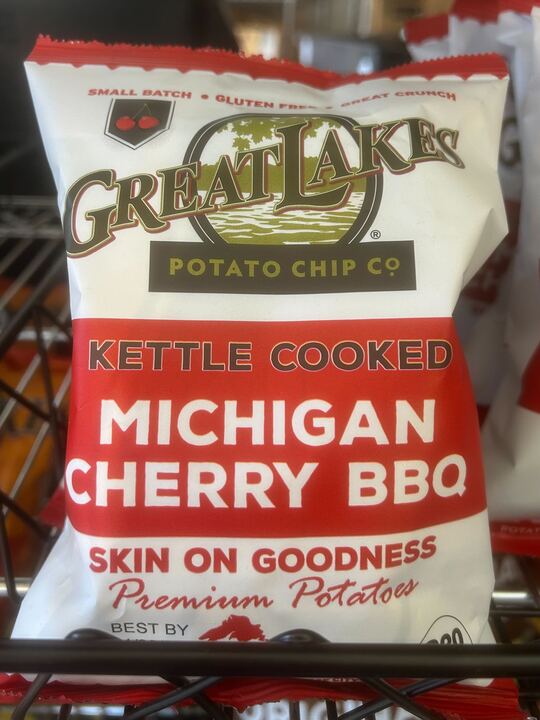 SMALL BATCH • GLUTEN FREE • GREAT CRUNCH
GREAT LAKES
®
POTATO CHIP CO
KETTLE COOKED
MICHIGAN
CHERRY BBQ
SKIN ON GOODNESS
Premium Potatoes
BEST BY